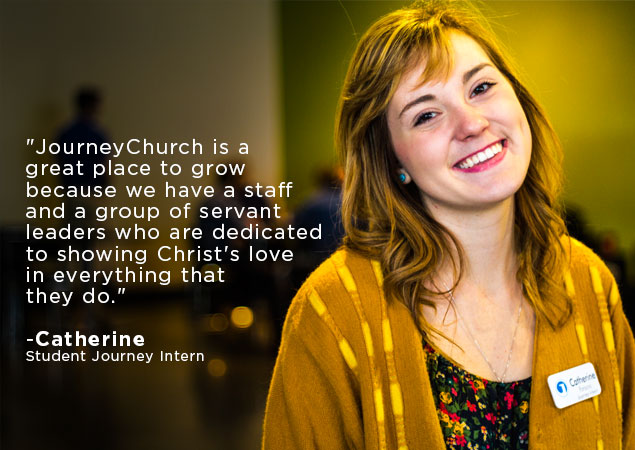 "JourneyChurch is a
great place to grow
because we have a staff
and a group of servant
leaders who are dedicated
to showing Christ's love
in everything that
they do."
-Catherine
Student Journey Intern
Catherine